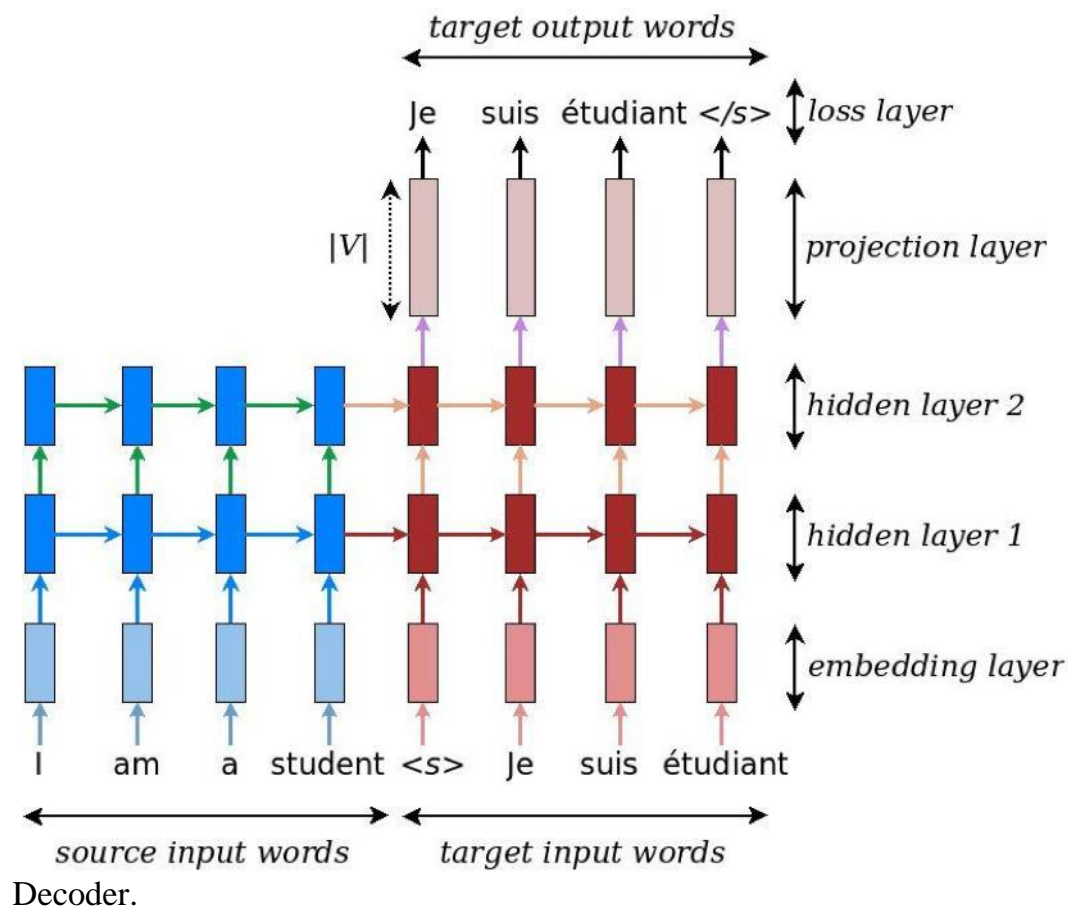 target output words
Je suis étudiant </s>
loss layer
|V|
projection layer
hidden layer 2
hidden layer 1
embedding layer
I am a student <s> Je suis étudiant
source input words target input words
Decoder.